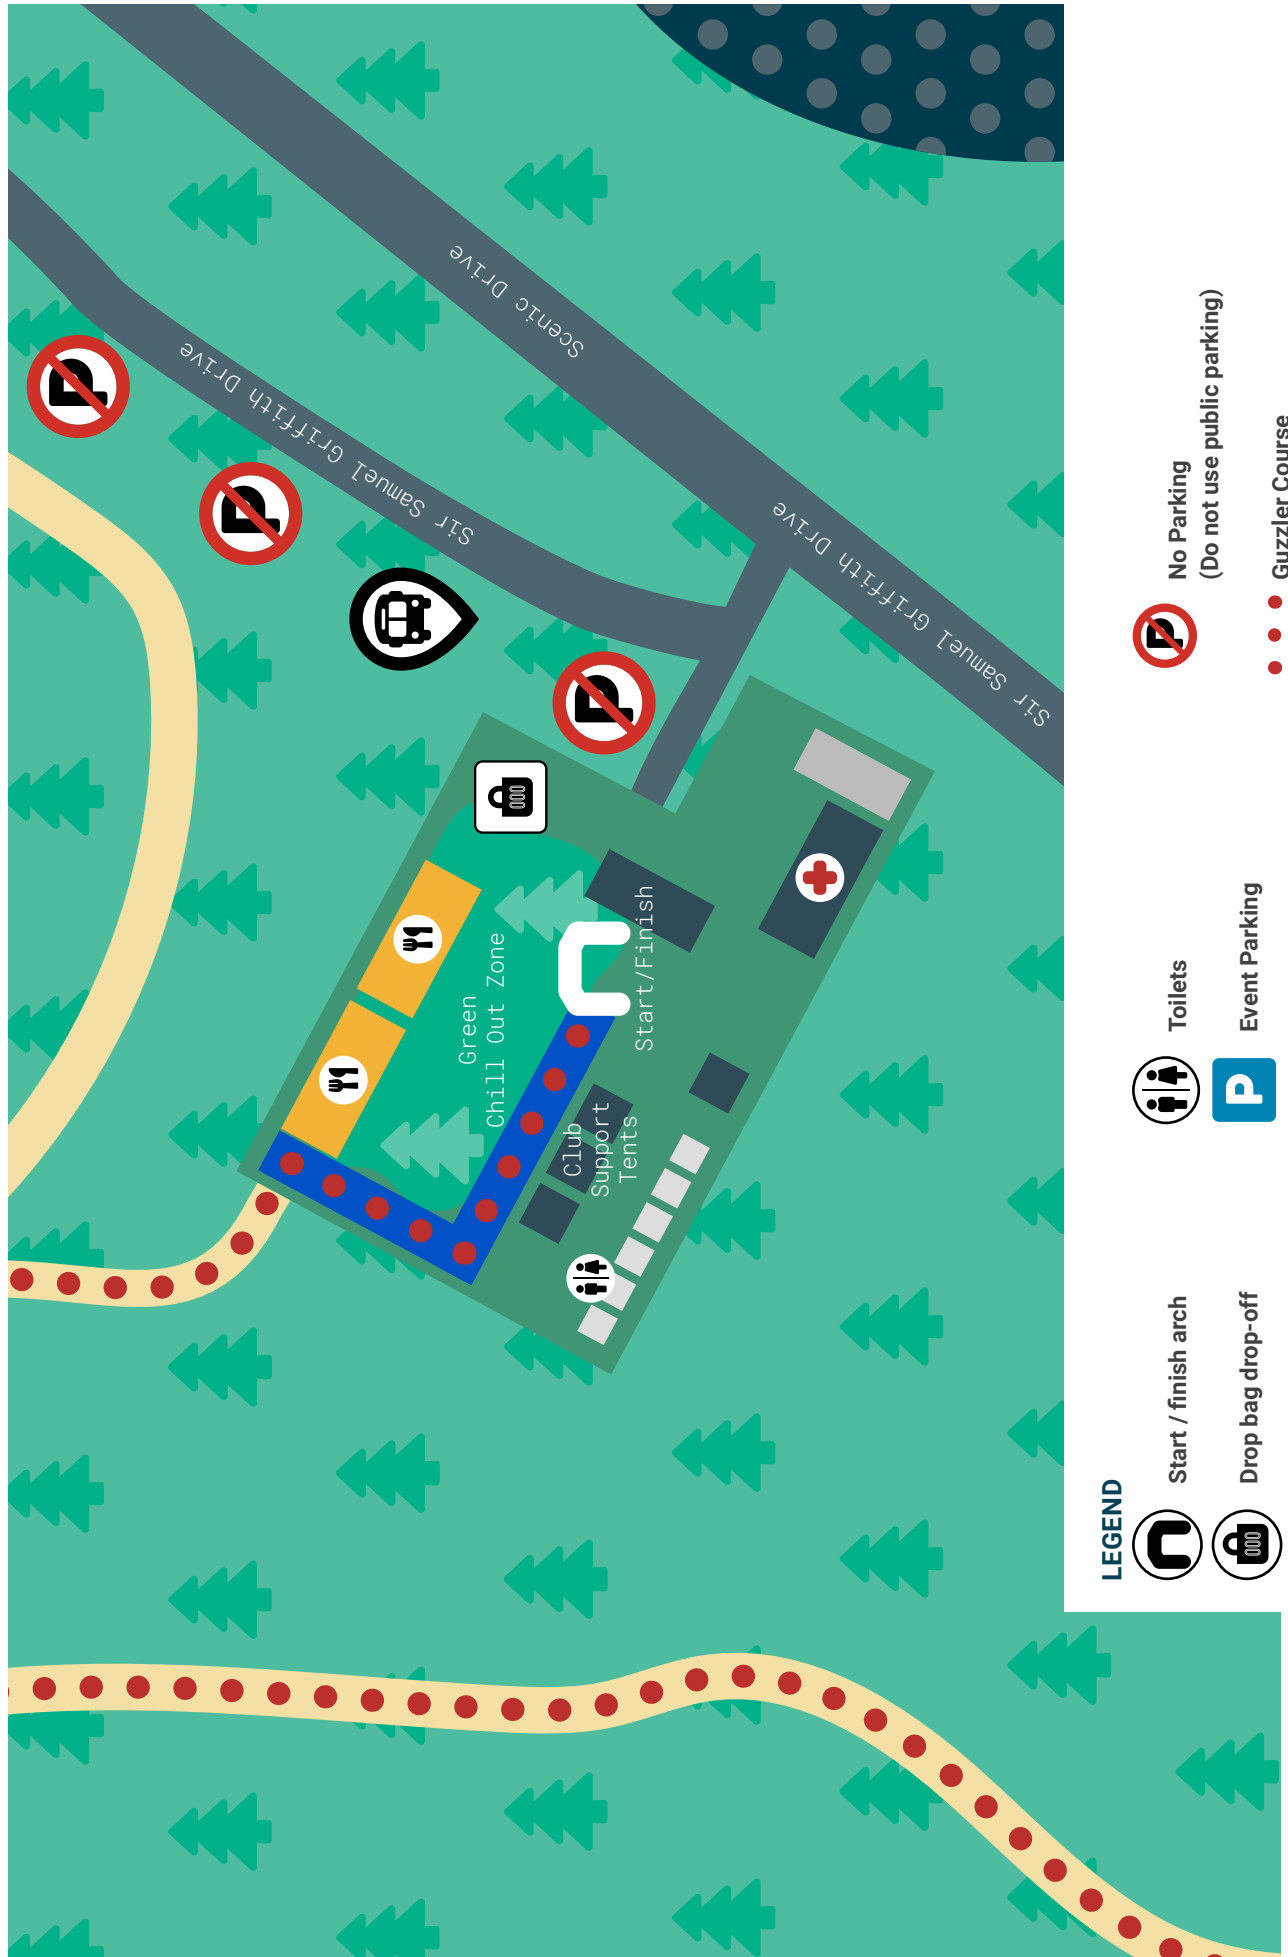 Scenic Drive
Sir Samuel Griffith Drive
Sir Samuel Griffith Drive
Green
Chill Out Zone
Start/Finish
Club
Support
Tents
LEGEND
Start / finish arch
Drop bag drop-off
Toilets
Event Parking
No Parking
(Do not use public parking)
Guzzler Course